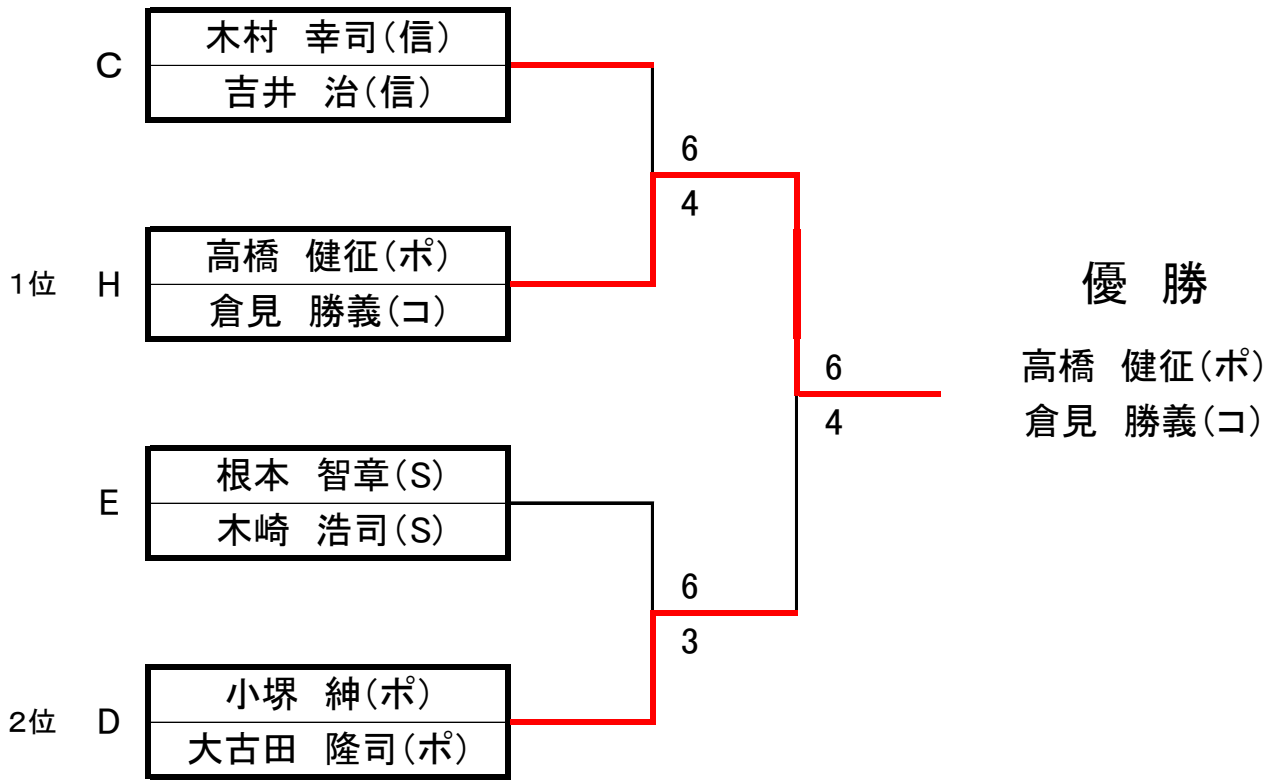 C
木村　幸司(信)
吉井　治(信)
6
4
1位
H
高橋　健征(ポ)
倉見　勝義(コ)
優　勝
高橋　健征(ポ)
倉見　勝義(コ)
6
4
E
根本　智章(S)
木崎　浩司(S)
6
3
2位
D
小堺　紳(ポ)
大古田　隆司(ポ)